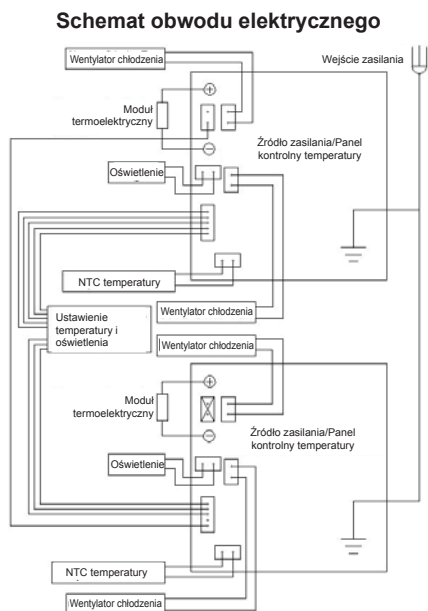 Schemat obwodu elektrycznego
Wentylator chłodzenia
Wejście zasilania
Moduł
termoelektryczny
Źródło zasilania/Panel
kontrolny temperatury
Oświetlenie
NTC temperatury
Wentylator chłodzenia
Ustawienie
temperatury i
oświetlenia
Wentylator chłodzenia
Moduł
termoelektryczny
Źródło zasilania/Panel
kontrolny temperatury
Oświetlenie
NTC temperatury
Wentylator chłodzenia